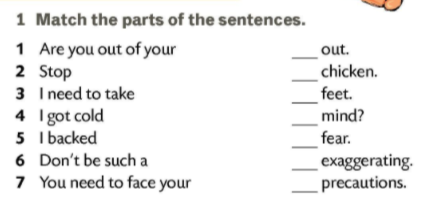 1 Match the parts of the sentences.
1 Are you out of your ___ out.
2 Stop ___ chicken.
3 I need to take ___ feet.
4 I got cold ___ mind?
5 I backed ___ fear.
6 Don't be such a ___ exaggerating.
7 You need to face your ___ precautions.